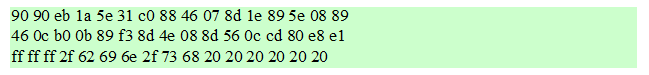 90 90 eb 1a 5e 31 c0 88 46 07 8d 1e 89 5e 08 89
46 0c b0 0b 89 f3 8d 4e 08 8d 56 0c cd 80 e8 e1
ff ff ff 2f 62 69 6e 2f 73 68 20 20 20 20 20 20